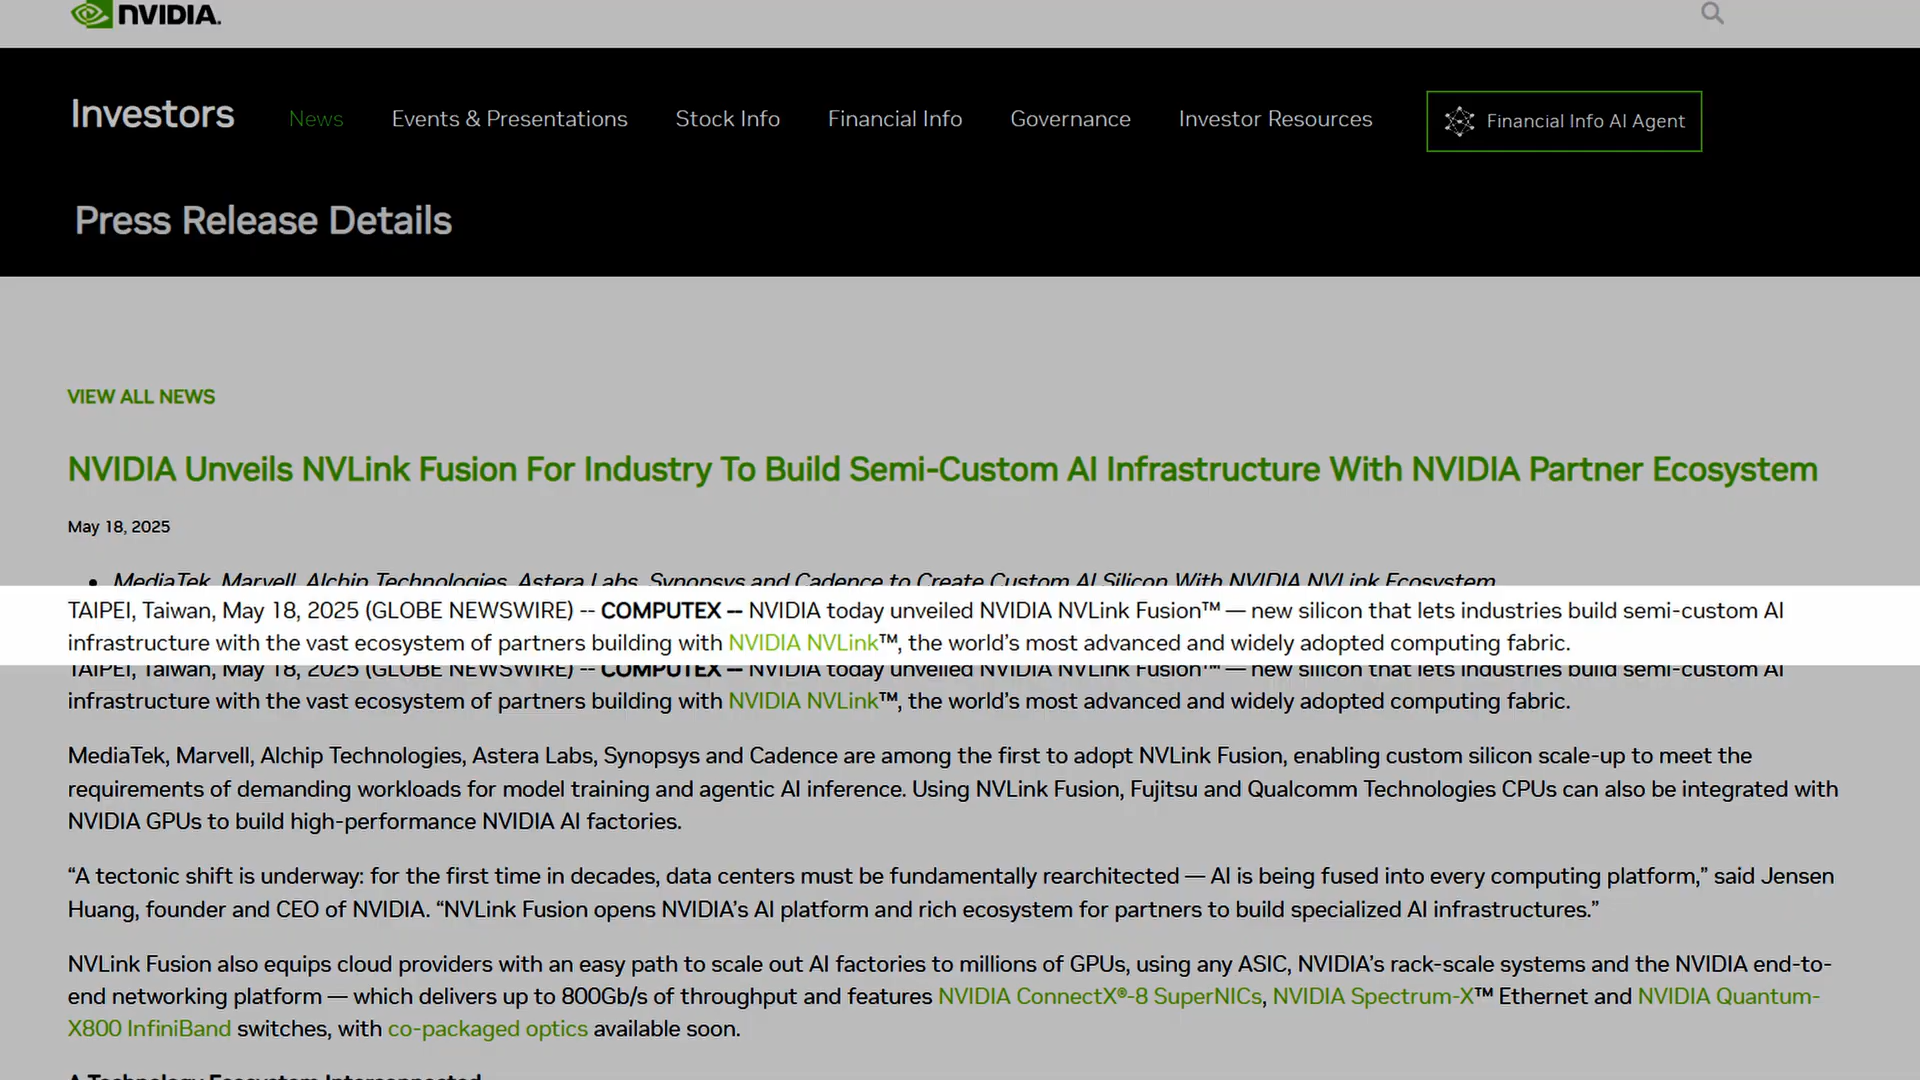 NVIDIA.
Investors
News
Events & Presentations
Stock Info
Financial Info
Governance
Investor Resources
Financial Info AI Agent
Press Release Details
VIEW ALL NEWS
NVIDIA Unveils NVLink Fusion For Industry To Build Semi-Custom AI Infrastructure With NVIDIA Partner Ecosystem
May 18, 2025
• MediaTek, Marvell, Alchip Technologies, Astera Labs, Synopsys and Cadence to Create Custom AI Silicon With NVIDIA NVLink Ecosystem
TAIPEI, Taiwan, May 18, 2025 (GLOBE NEWSWIRE) -- COMPUTEX -- NVIDIA today unveiled NVIDIA NVLink Fusion™ — new silicon that lets industries build semi-custom AI
infrastructure with the vast ecosystem of partners building with NVIDIA NVLink™, the world’s most advanced and widely adopted computing fabric.
TAIPEI, Taiwan, May 18, 2025 (GLOBE NEWSWIRE) -- COMPUTEX -- NVIDIA today unveiled NVIDIA NVLink Fusion™ — new silicon that lets industries build semi-custom AI
infrastructure with the vast ecosystem of partners building with NVIDIA NVLink™, the world’s most advanced and widely adopted computing fabric.
MediaTek, Marvell, Alchip Technologies, Astera Labs, Synopsys and Cadence are among the first to adopt NVLink Fusion, enabling custom silicon scale-up to meet the
requirements of demanding workloads for model training and agentic AI inference. Using NVLink Fusion, Fujitsu and Qualcomm Technologies CPUs can also be integrated with
NVIDIA GPUs to build high-performance NVIDIA AI factories.
“A tectonic shift is underway: for the first time in decades, data centers must be fundamentally rearchitected — AI is being fused into every computing platform,” said Jensen
Huang, founder and CEO of NVIDIA. “NVLink Fusion opens NVIDIA’s AI platform and rich ecosystem for partners to build specialized AI infrastructures.”
NVLink Fusion also equips cloud providers with an easy path to scale out AI factories to millions of GPUs, using any ASIC, NVIDIA’s rack-scale systems and the NVIDIA end-to-
end networking platform — which delivers up to 800Gb/s of throughput and features NVIDIA ConnectX®-8 SuperNICs, NVIDIA Spectrum-X™ Ethernet and NVIDIA Quantum-
X800 InfiniBand switches, with co-packaged optics available soon.
A Technology Ecosystem Interconnected